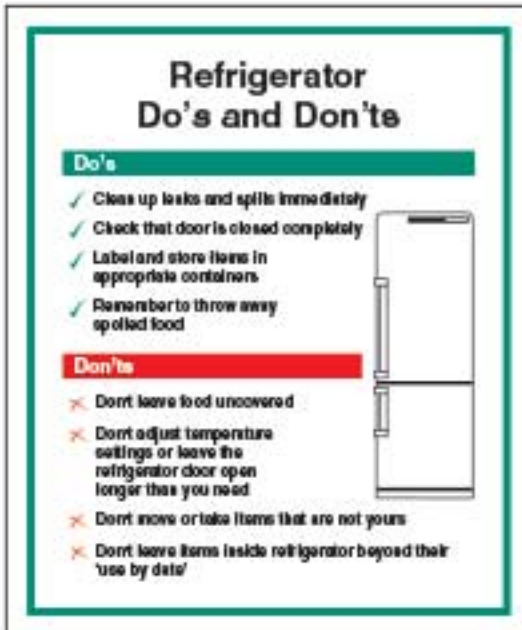 Refrigerator
Do's and Don'ts
Do's
Clean up leaks and spills immediately
Check that door is closed completely
Label and store items in
appropriate containers
Remember to throw away
spoiled food
Don'ts
Don't leave food uncovered
Don't adjust temperature
settings or leave the
refrigerator door open
longer than you need
Don't move or take items that are not yours
Don't leave items inside refrigerator beyond their
'use by date'